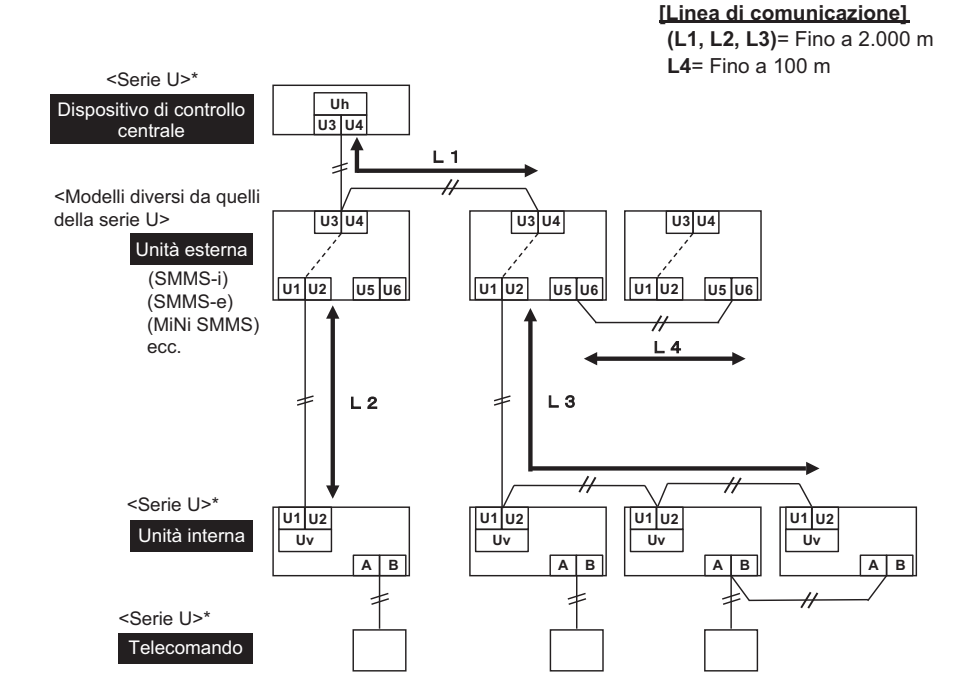 [Linea di comunicazione]
(L1, L2, L3)= Fino a 2.000 m
L4= Fino a 100 m
<Serie U>*
Dispositivo di controllo
centrale
Uh
U3 U4
L 1
<Modelli diversi da quelli
della serie U>
Unità esterna
(SMMS-i)
(SMMS-e)
(MiNi SMMS)
ecc.
U3 U4
U3 U4
U3 U4
U1 U2
U5 U6
U1 U2
U5 U6
U1 U2
U5 U6
L 4
L 2
L 3
<Serie U>*
Unità interna
U1 U2
Uv
A B
U1 U2
Uv
A B
U1 U2
Uv
A B
U1 U2
Uv
A B
<Serie U>*
Telecomando